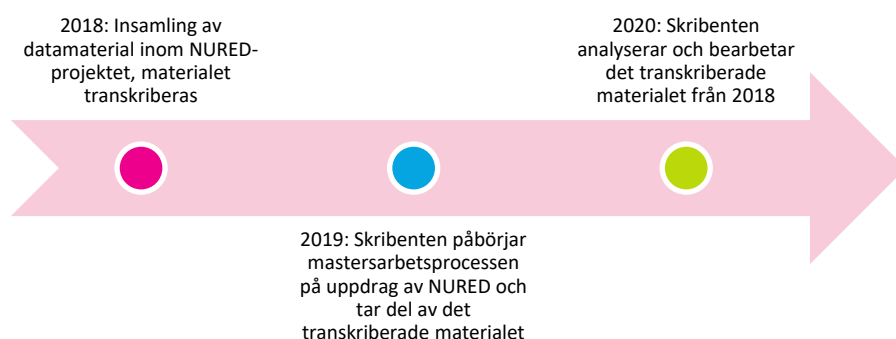 2018: Insamling av
datamaterial inom NURED-
projektet, materialet
transkriberas
2019: Skribenten påbörjar
mastersarbetsprocessen
på uppdrag av NURED och
tar del av det
transkriberade materialet
2020: Skribenten
analyserar och bearbetar
det transkriberade
materialet från 2018